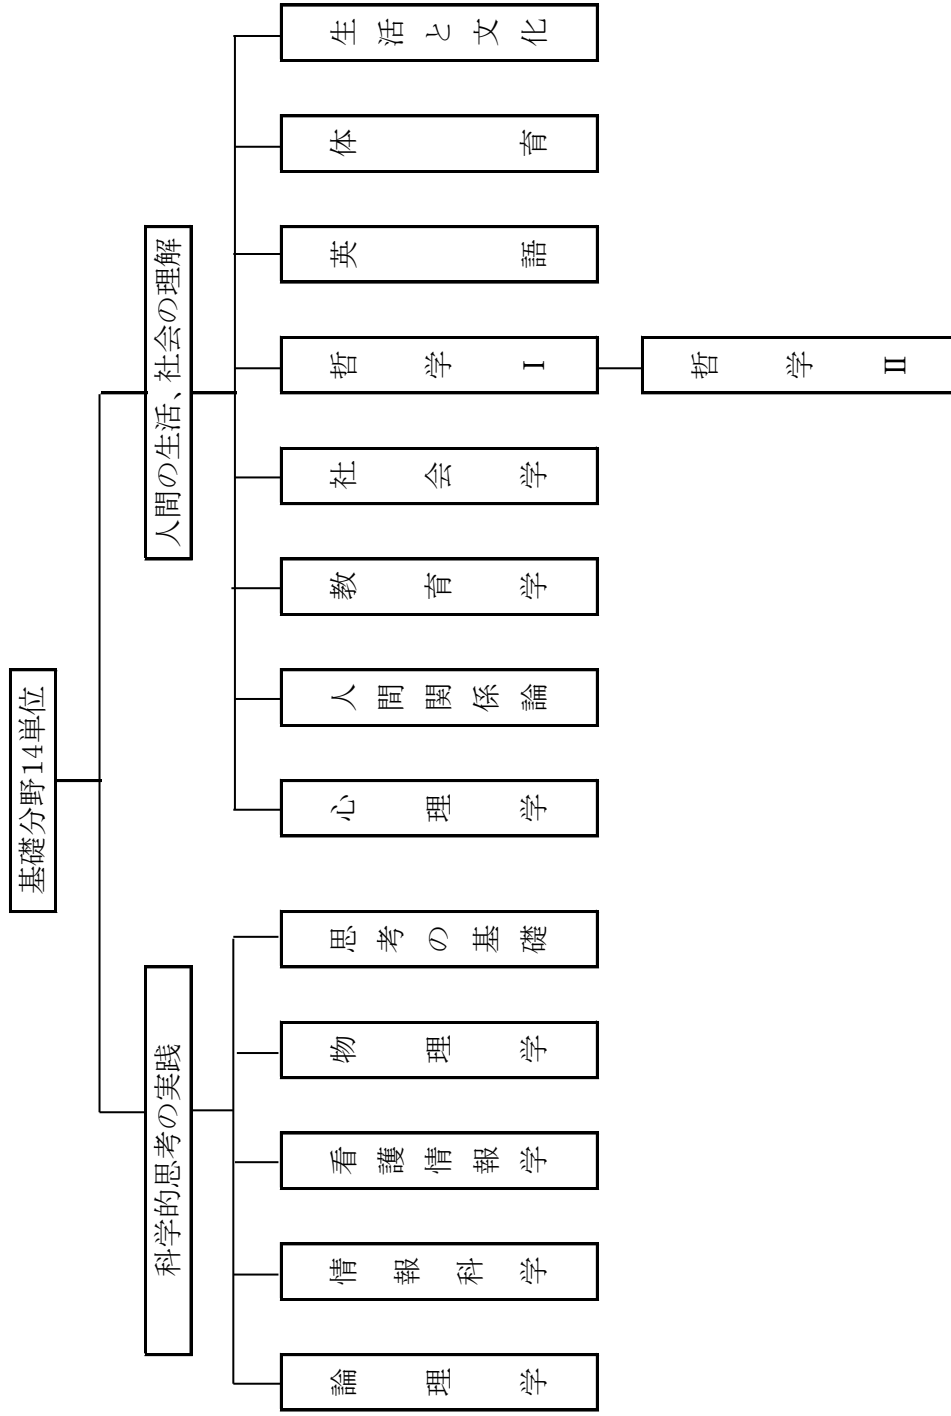 基礎分野14単位
科学的思考の実践
人間の生活、社会の理解
論理学
情報科学
看護情報学
物理学
思考の基礎
心理学
人間関係論
教育学
社会学
哲学Ⅰ
英語
体育
生活と文化
哲学Ⅱ